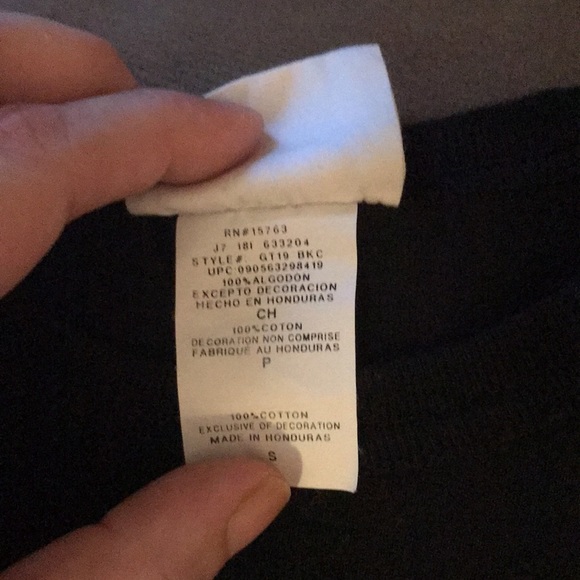 RN#15763
J7 181 633204
STYLE#. GT19 BKC
UPC 090563298419
100%ALGODON
EXCEPTO DECORACION
HECHO EN HONDURAS
CH
100%COTON
DECORATION NON COMPRISE
FABRIQUE AU HONDURAS
P
100%COTTON
EXCLUSIVE OF DECORATION
MADE IN HONDURAS
S